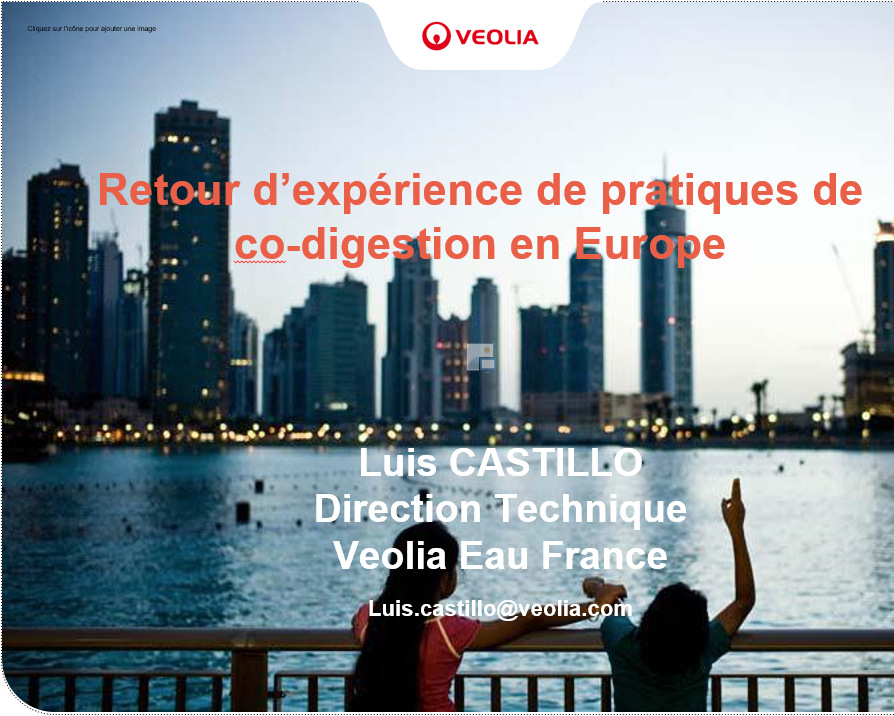 Cliquez sur l'icône pour ajouter une image
VEOLIA
Retour d’expérience de pratiques de
co-digestion en Europe
Luis CASTILLO
Direction Technique
Veolia Eau France
Luis.castillo@veolia.com